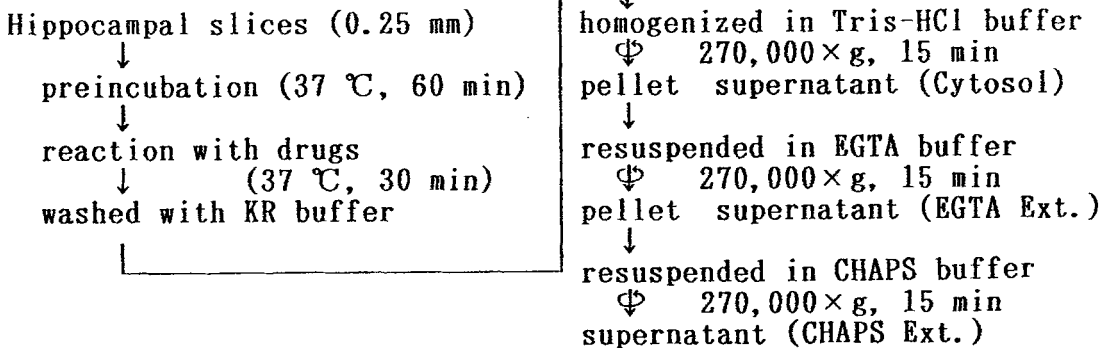 Hippocampal slices (0.25 mm)
↓
preincubation (37 ℃, 60 min)
↓
reaction with drugs
↓ (37 ℃, 30 min)
washed with KR buffer
↓
homogenized in Tris-HCl buffer
270,000×g, 15 min
pellet supernatant (Cytosol)
↓
resuspended in EGTA buffer
270,000×g, 15 min
pellet supernatant (EGTA Ext.)
↓
resuspended in CHAPS buffer
270,000×g, 15 min
supernatant (CHAPS Ext.)